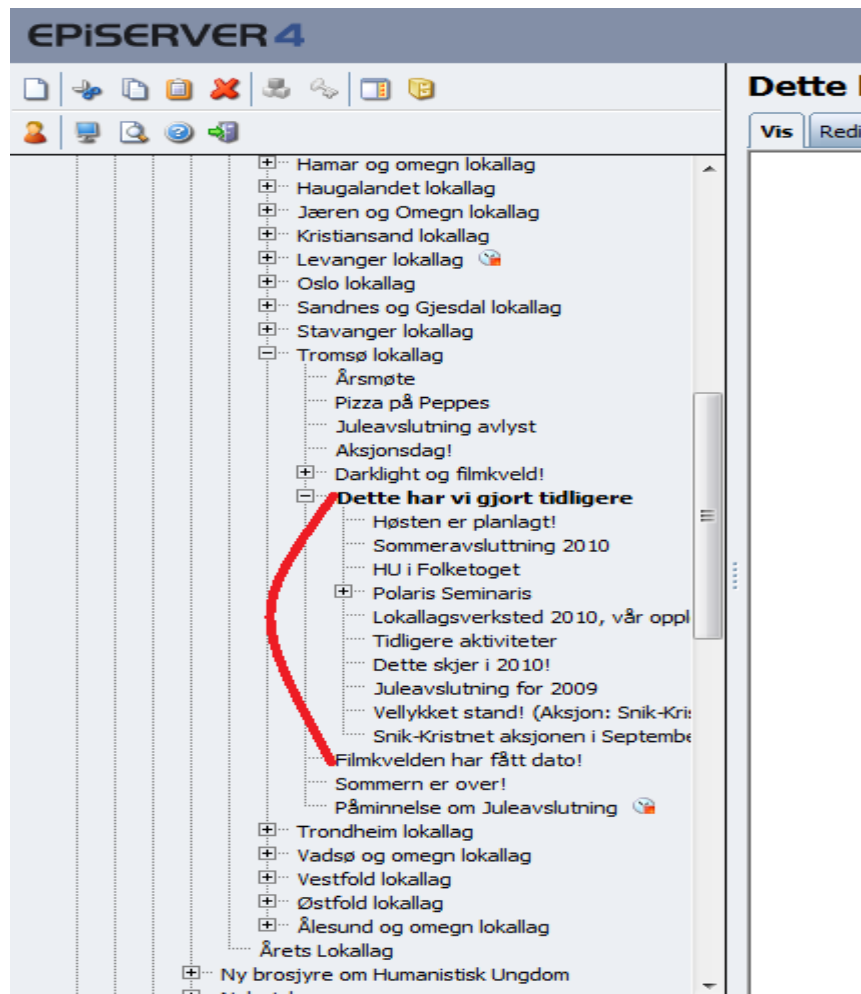 EPiSERVER 4
Dette
Vis Redi
Hamar og omegn lokallag
Haugalandet lokallag
Jæren og Omegn lokallag
Kristiansand lokallag
Levanger lokallag
Oslo lokallag
Sandnes og Gjesdal lokallag
Stavanger lokallag
Tromsø lokallag
Årsmøte
Pizza på Peppes
Juleavslutning avlyst
Aksjonsdag!
Darklight og filmkveld!
Dette har vi gjort tidligere
Høsten er planlagt!
Sommeravsluttning 2010
HU i Folketoget
Polaris Seminaris
Lokallagsverksted 2010, vår oppl
Tidligere aktiviteter
Dette skjer i 2010!
Juleavslutning for 2009
Vellykket stand! (Aksjon: Snik-Kris
Snik-Kristnet aksjonen i Septembe
Filmkvelden har fått dato!
Sommern er over!
Påminnelse om Juleavslutning
Trondheim lokallag
Vadsø og omegn lokallag
Vestfold lokallag
Østfold lokallag
Ålesund og omegn lokallag
Årets Lokallag
Ny brosjyre om Humanistisk Ungdom